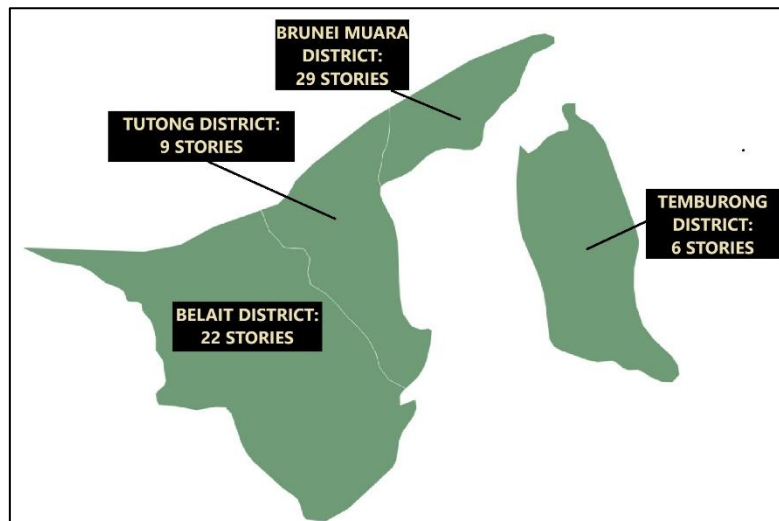 BRUNEI MUARA
DISTRICT:
29 STORIES
TUTONG DISTRICT:
9 STORIES
TEMBURONG
DISTRICT:
6 STORIES
BELAIT DISTRICT:
22 STORIES